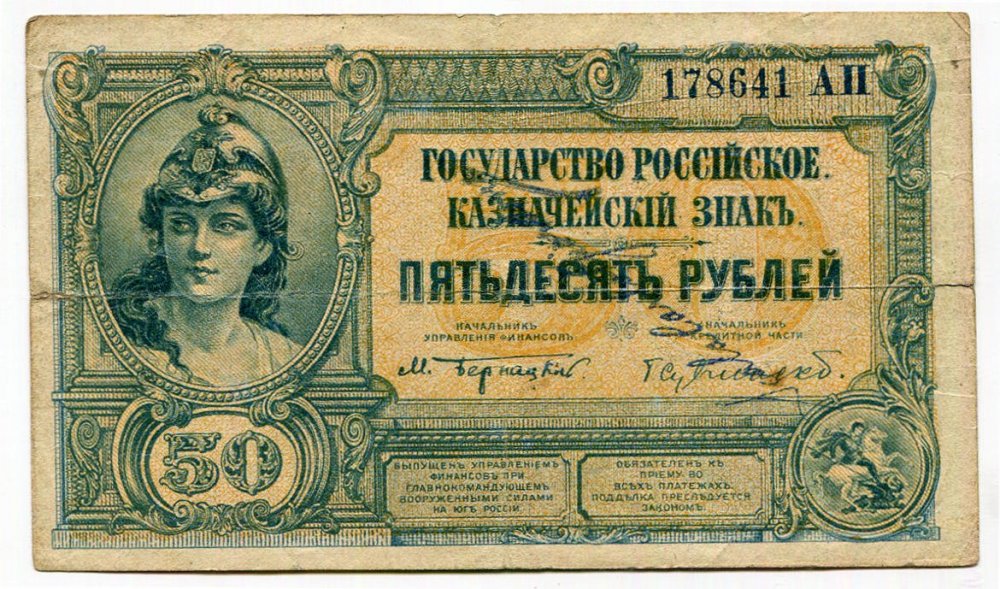 178641 АП
ГОСУДАРСТВО РОССІЙСКОЕ.
КАЗНАЧЕЙСКІЙ ЗНАКЪ.
ПЯТЬДЕСЯТЬ РУБЛЕЙ
НАЧАЛЬНИКЪ
УПРАВЛЕНІЯ ФИНАНСОВЪ
НАЧАЛЬНИКЪ
КРЕДИТНОЙ ЧАСТИ
М. Бернацкій.
50
ВЫПУЩЕНЪ УПРАВЛЕНІЕМЪ
ФИНАНСОВЪ ПРИ
ГЛАВНОКОМАНДУЮЩЕМЪ
ВООРУЖЕННЫМИ СИЛАМИ
НА ЮГѢ РОССІИ
ОБЯЗАТЕЛЕНЪ КЪ
ПРІЕМУ ВО
ВСѢХЪ ПЛАТЕЖАХЪ.
ПОДДѢЛКА ПРЕСЛѢДУЕТСЯ
ЗАКОНОМЪ.